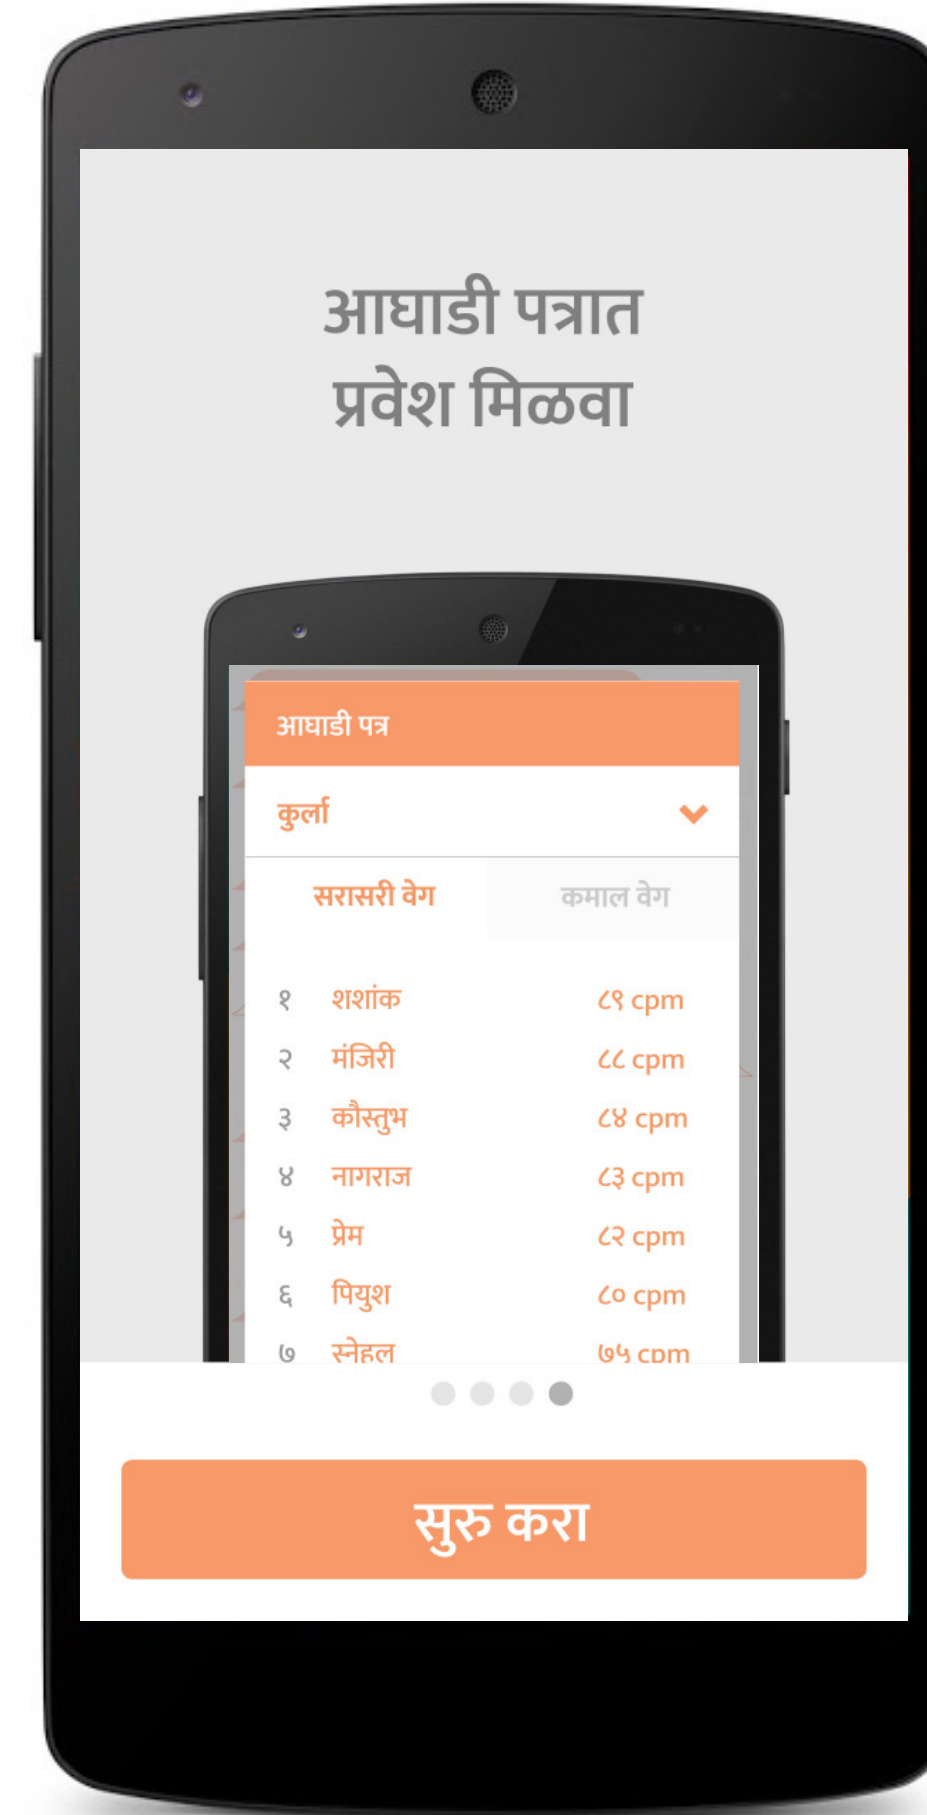 आघाडी पत्रात
प्रवेश मिळवा
आघाडी पत्र
कुर्ला
सरासरी वेग कमाल वेग
१ शशांक ८९ cpm
२ मंजिरी ८८ cpm
३ कौस्तुभ ८४ cpm
४ नागराज ८३ cpm
५ प्रेम ८२ cpm
६ पियुश ८० cpm
७ स्नेहल ७५ cpm
सुरु करा